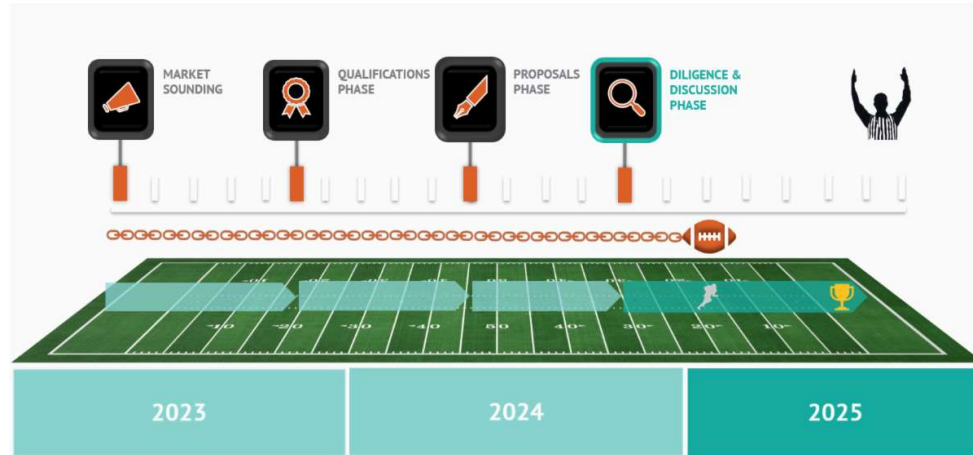 MARKET
SOUNDING
QUALIFICATIONS
PHASE
PROPOSALS
PHASE
DILIGENCE &
DISCUSSION
PHASE
10 20 30 40 50 40 30 20 10
2023
2024
2025